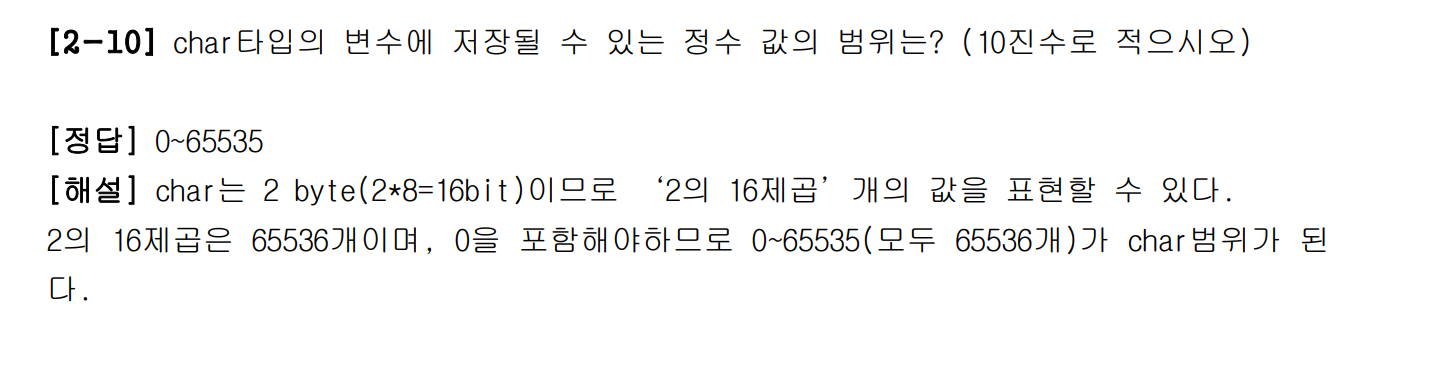 [2-10] char타입의 변수에 저장될 수 있는 정수 값의 범위는? (10진수로 적으시오)
[정답] 0~65535
[해설] char는 2 byte(2*8=16bit)이므로 ‘2의 16제곱’개의 값을 표현할 수 있다.
2의 16제곱은 65536개이며, 0을 포함해야하므로 0~65535(모두 65536개)가 char범위가 된
다.